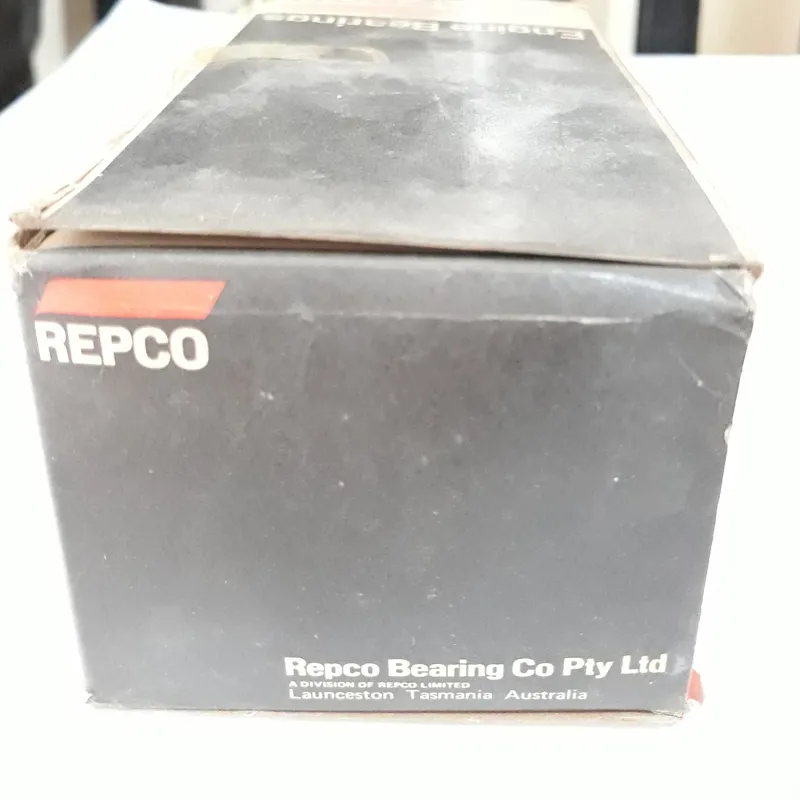 Engine Bearings
REPCO
Repco Bearing Co Pty Ltd
A DIVISION OF REPCO LIMITED
Launceston Tasmania Australia